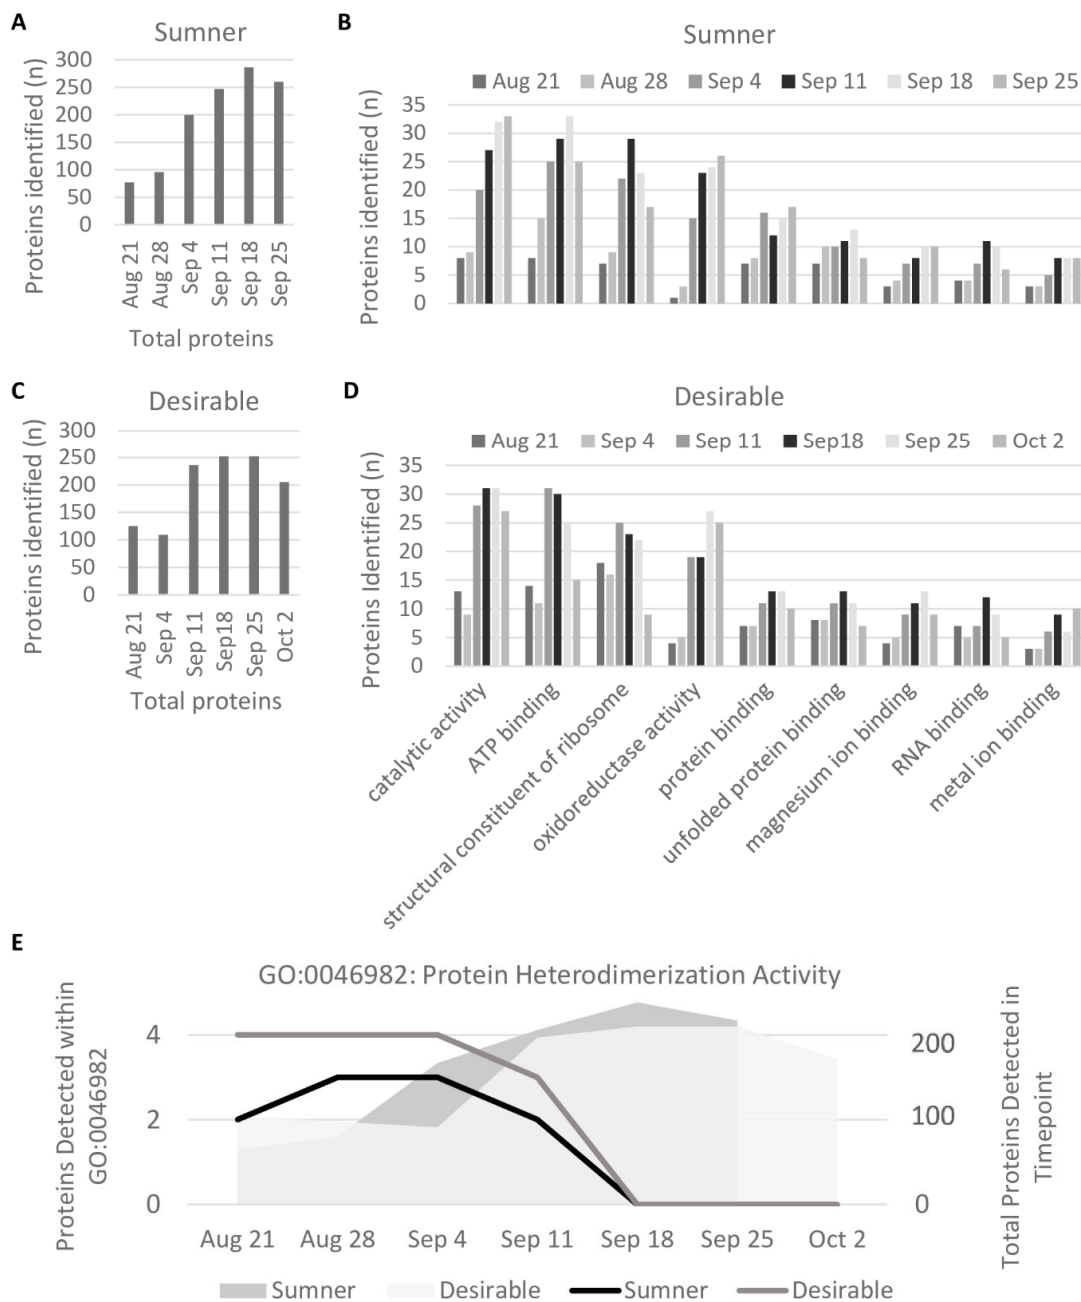 A
Sumner
Proteins identified (n)
300
250
200
150
100
50
0
Aug 21
Aug 28
Sep 4
Sep 11
Sep 18
Sep 25
Total proteins
B
Sumner
Aug 21 Aug 28 Sep 4 Sep 11 Sep 18 Sep 25
Proteins identified (n)
35
30
25
20
15
10
5
0
C
Desirable
Proteins identified (n)
300
250
200
150
100
50
0
Aug 21
Sep 4
Sep 11
Sep18
Sep 25
Oct 2
Total proteins
D
Desirable
Aug 21 Sep 4 Sep 11 Sep18 Sep 25 Oct 2
Proteins Identified (n)
35
30
25
20
15
10
5
0
catalytic activity
ATP binding
structural constituent of ribosome
oxidoreductase activity
protein binding
unfolded protein binding
magnesium ion binding
RNA binding
metal ion binding
E
GO:0046982: Protein Heterodimerization Activity
Proteins Detected within
GO:0046982
4
2
0
200
100
0
Total Proteins Detected in
Timepoint
Aug 21 Aug 28 Sep 4 Sep 11 Sep 18 Sep 25 Oct 2
Sumner Desirable Sumner Desirable